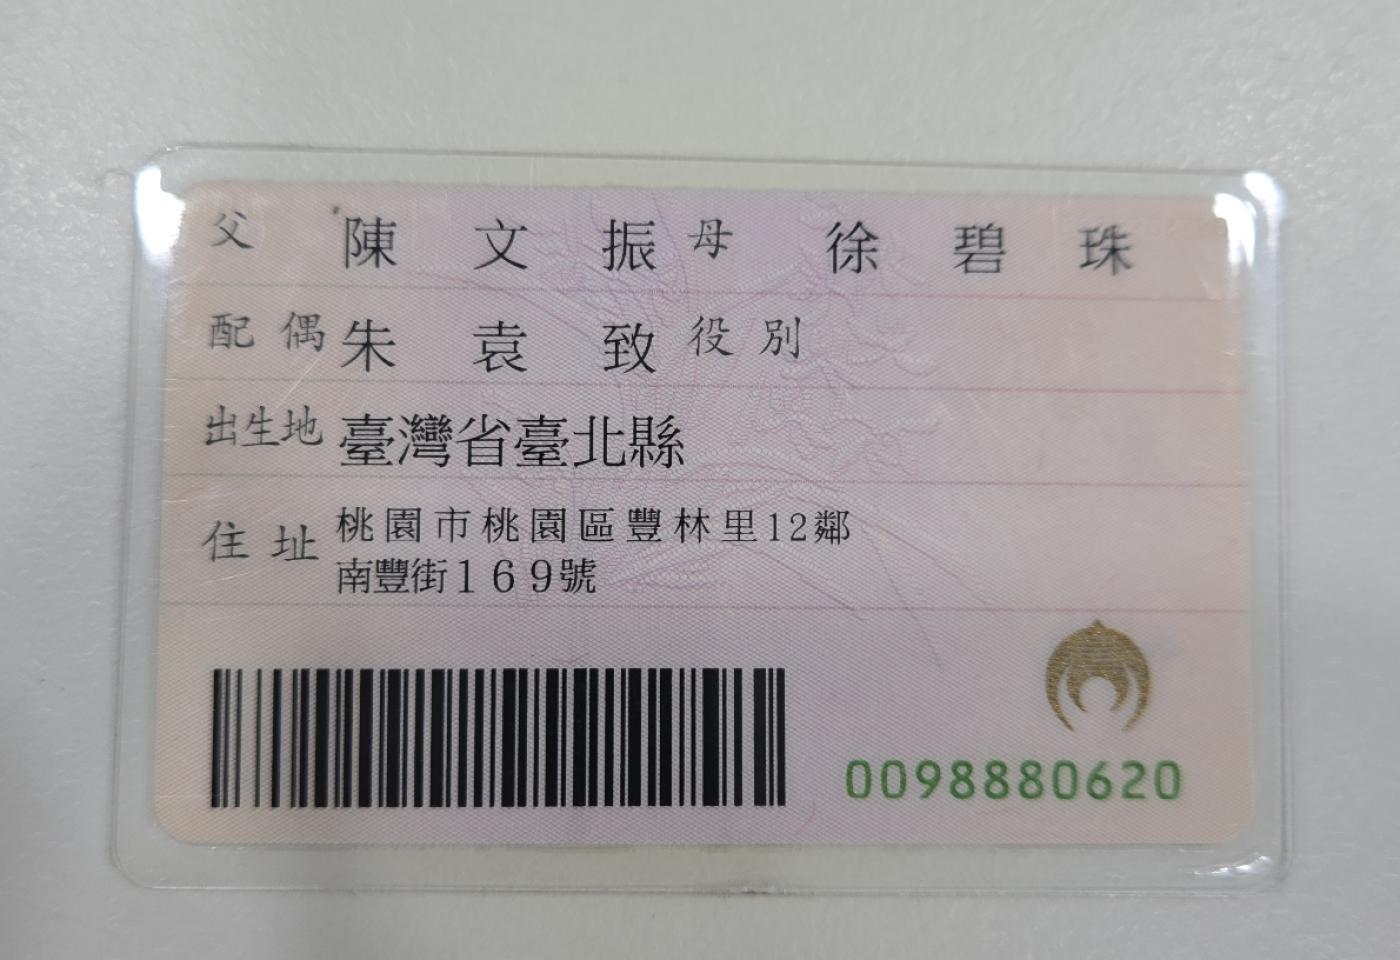 父 陳文振 母 徐碧珠
配偶 朱袁致 役別
出生地 臺灣省臺北縣
住址 桃園市桃園區豐林里12鄰
南豐街169號
0098880620